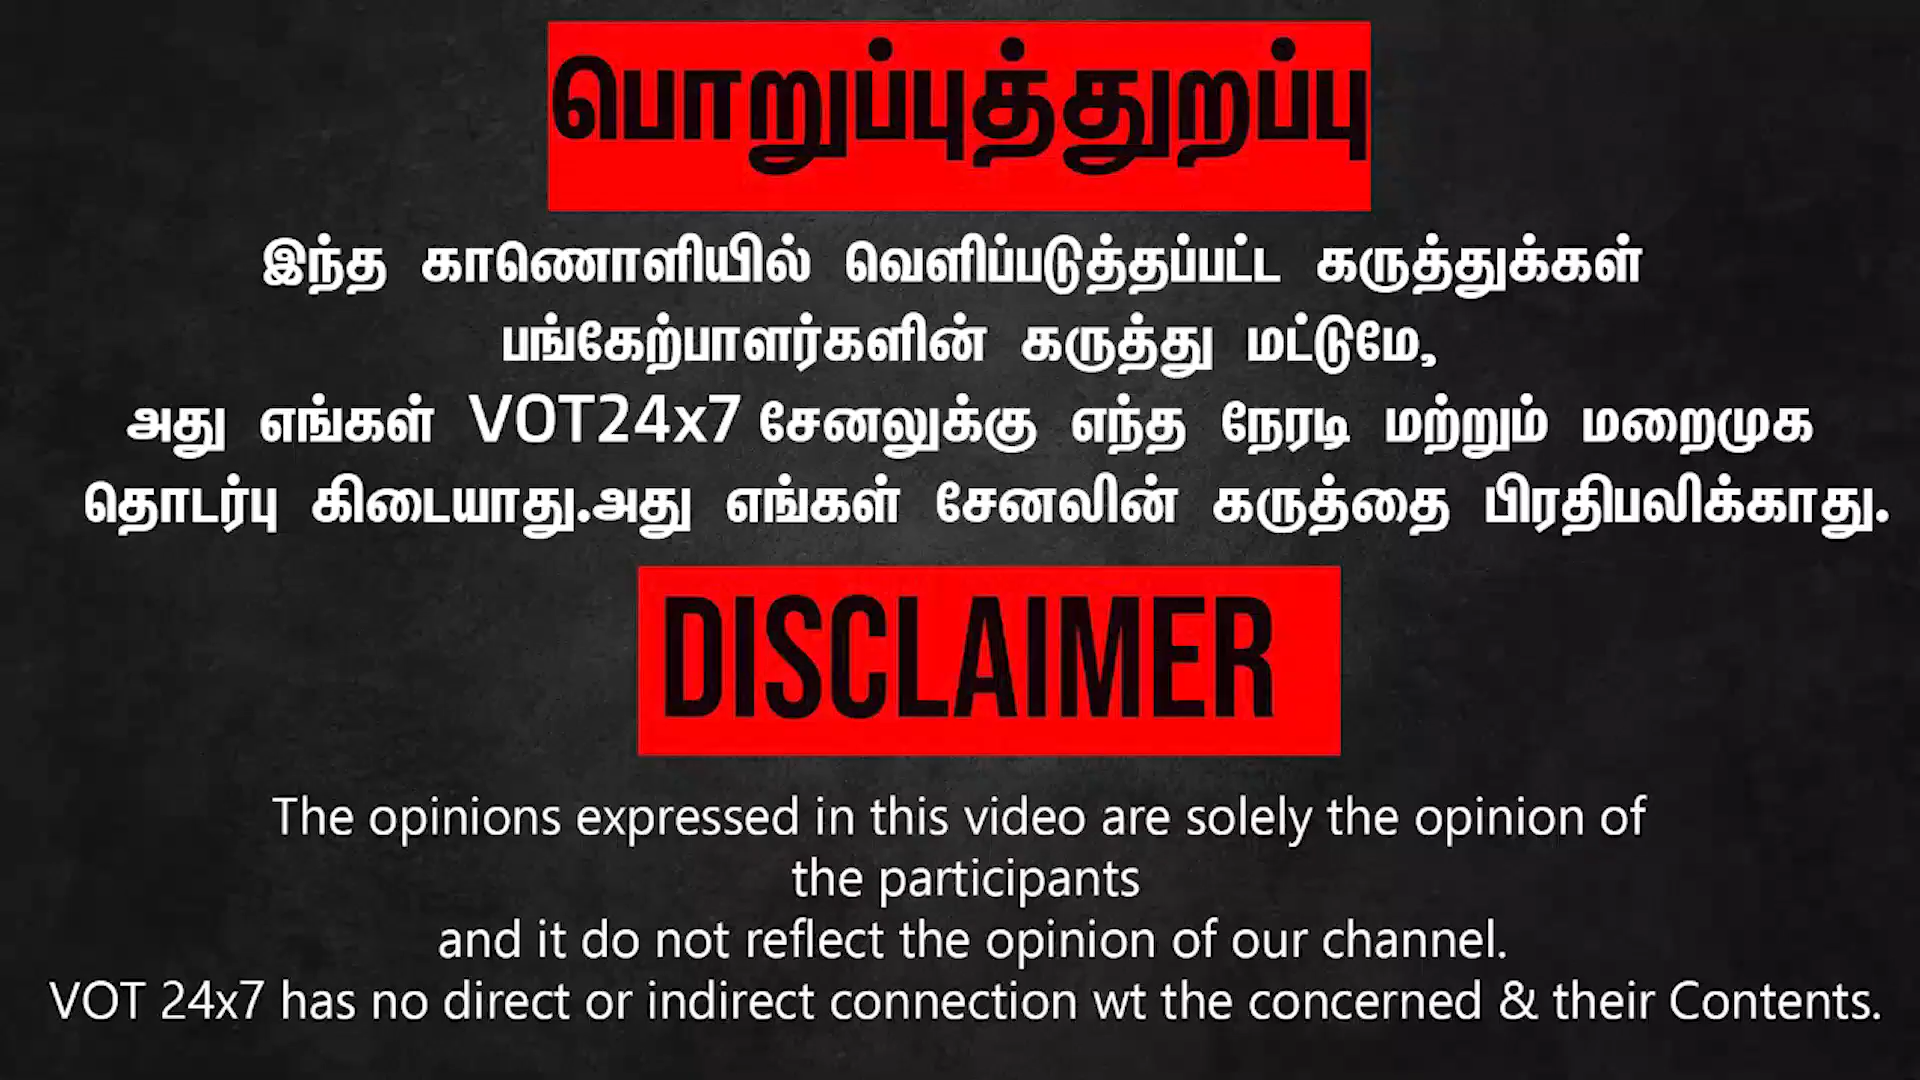 பொறுப்புத்துறப்பு
இந்த காணொளியில் வெளிப்படுத்தப்பட்ட கருத்துக்கள்
பங்கேற்பாளர்களின் கருத்து மட்டுமே,
அது எங்கள் VOT24x7 சேனலுக்கு எந்த நேரடி மற்றும் மறைமுக
தொடர்பு கிடையாது.அது எங்கள் சேனலின் கருத்தை பிரதிபலிக்காது.
DISCLAIMER
The opinions expressed in this video are solely the opinion of
the participants
and it do not reflect the opinion of our channel.
VOT 24x7 has no direct or indirect connection wt the concerned & their Contents.